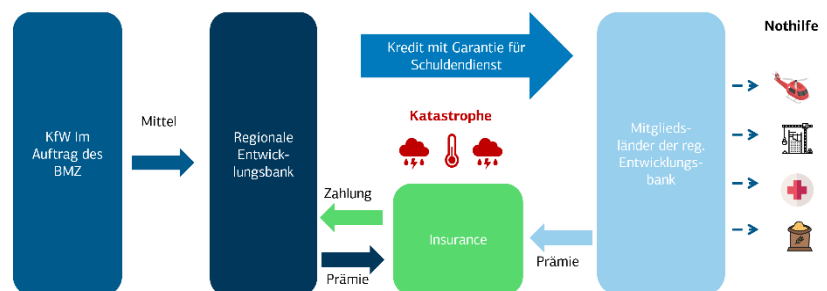 KfW Im
Auftrag des
BMZ
Mittel
Regionale
Entwick-
lungsbank
Kredit mit Garantie für
Schuldendienst
Katastrophe
Zahlung
Insurance
Prämie
Prämie
Mitglieds-
länder der reg.
Entwicklungs-
bank
Nothilfe